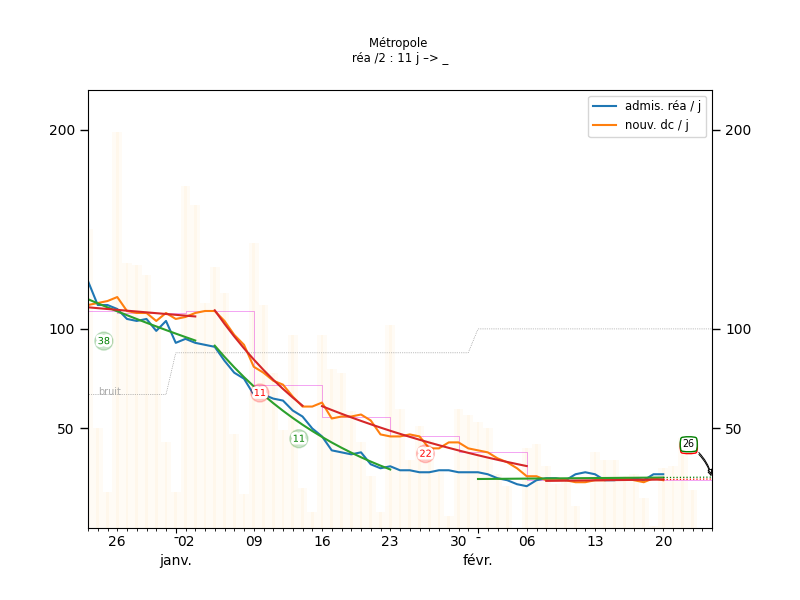 Métropole
réa /2 : 11 j –> _
admis. réa / j
nouv. dc / j
200
200
100
100
50
50
bruit
38
11
11
22
26
26
02
09
16
23
30
06
13
20
janv.
févr.